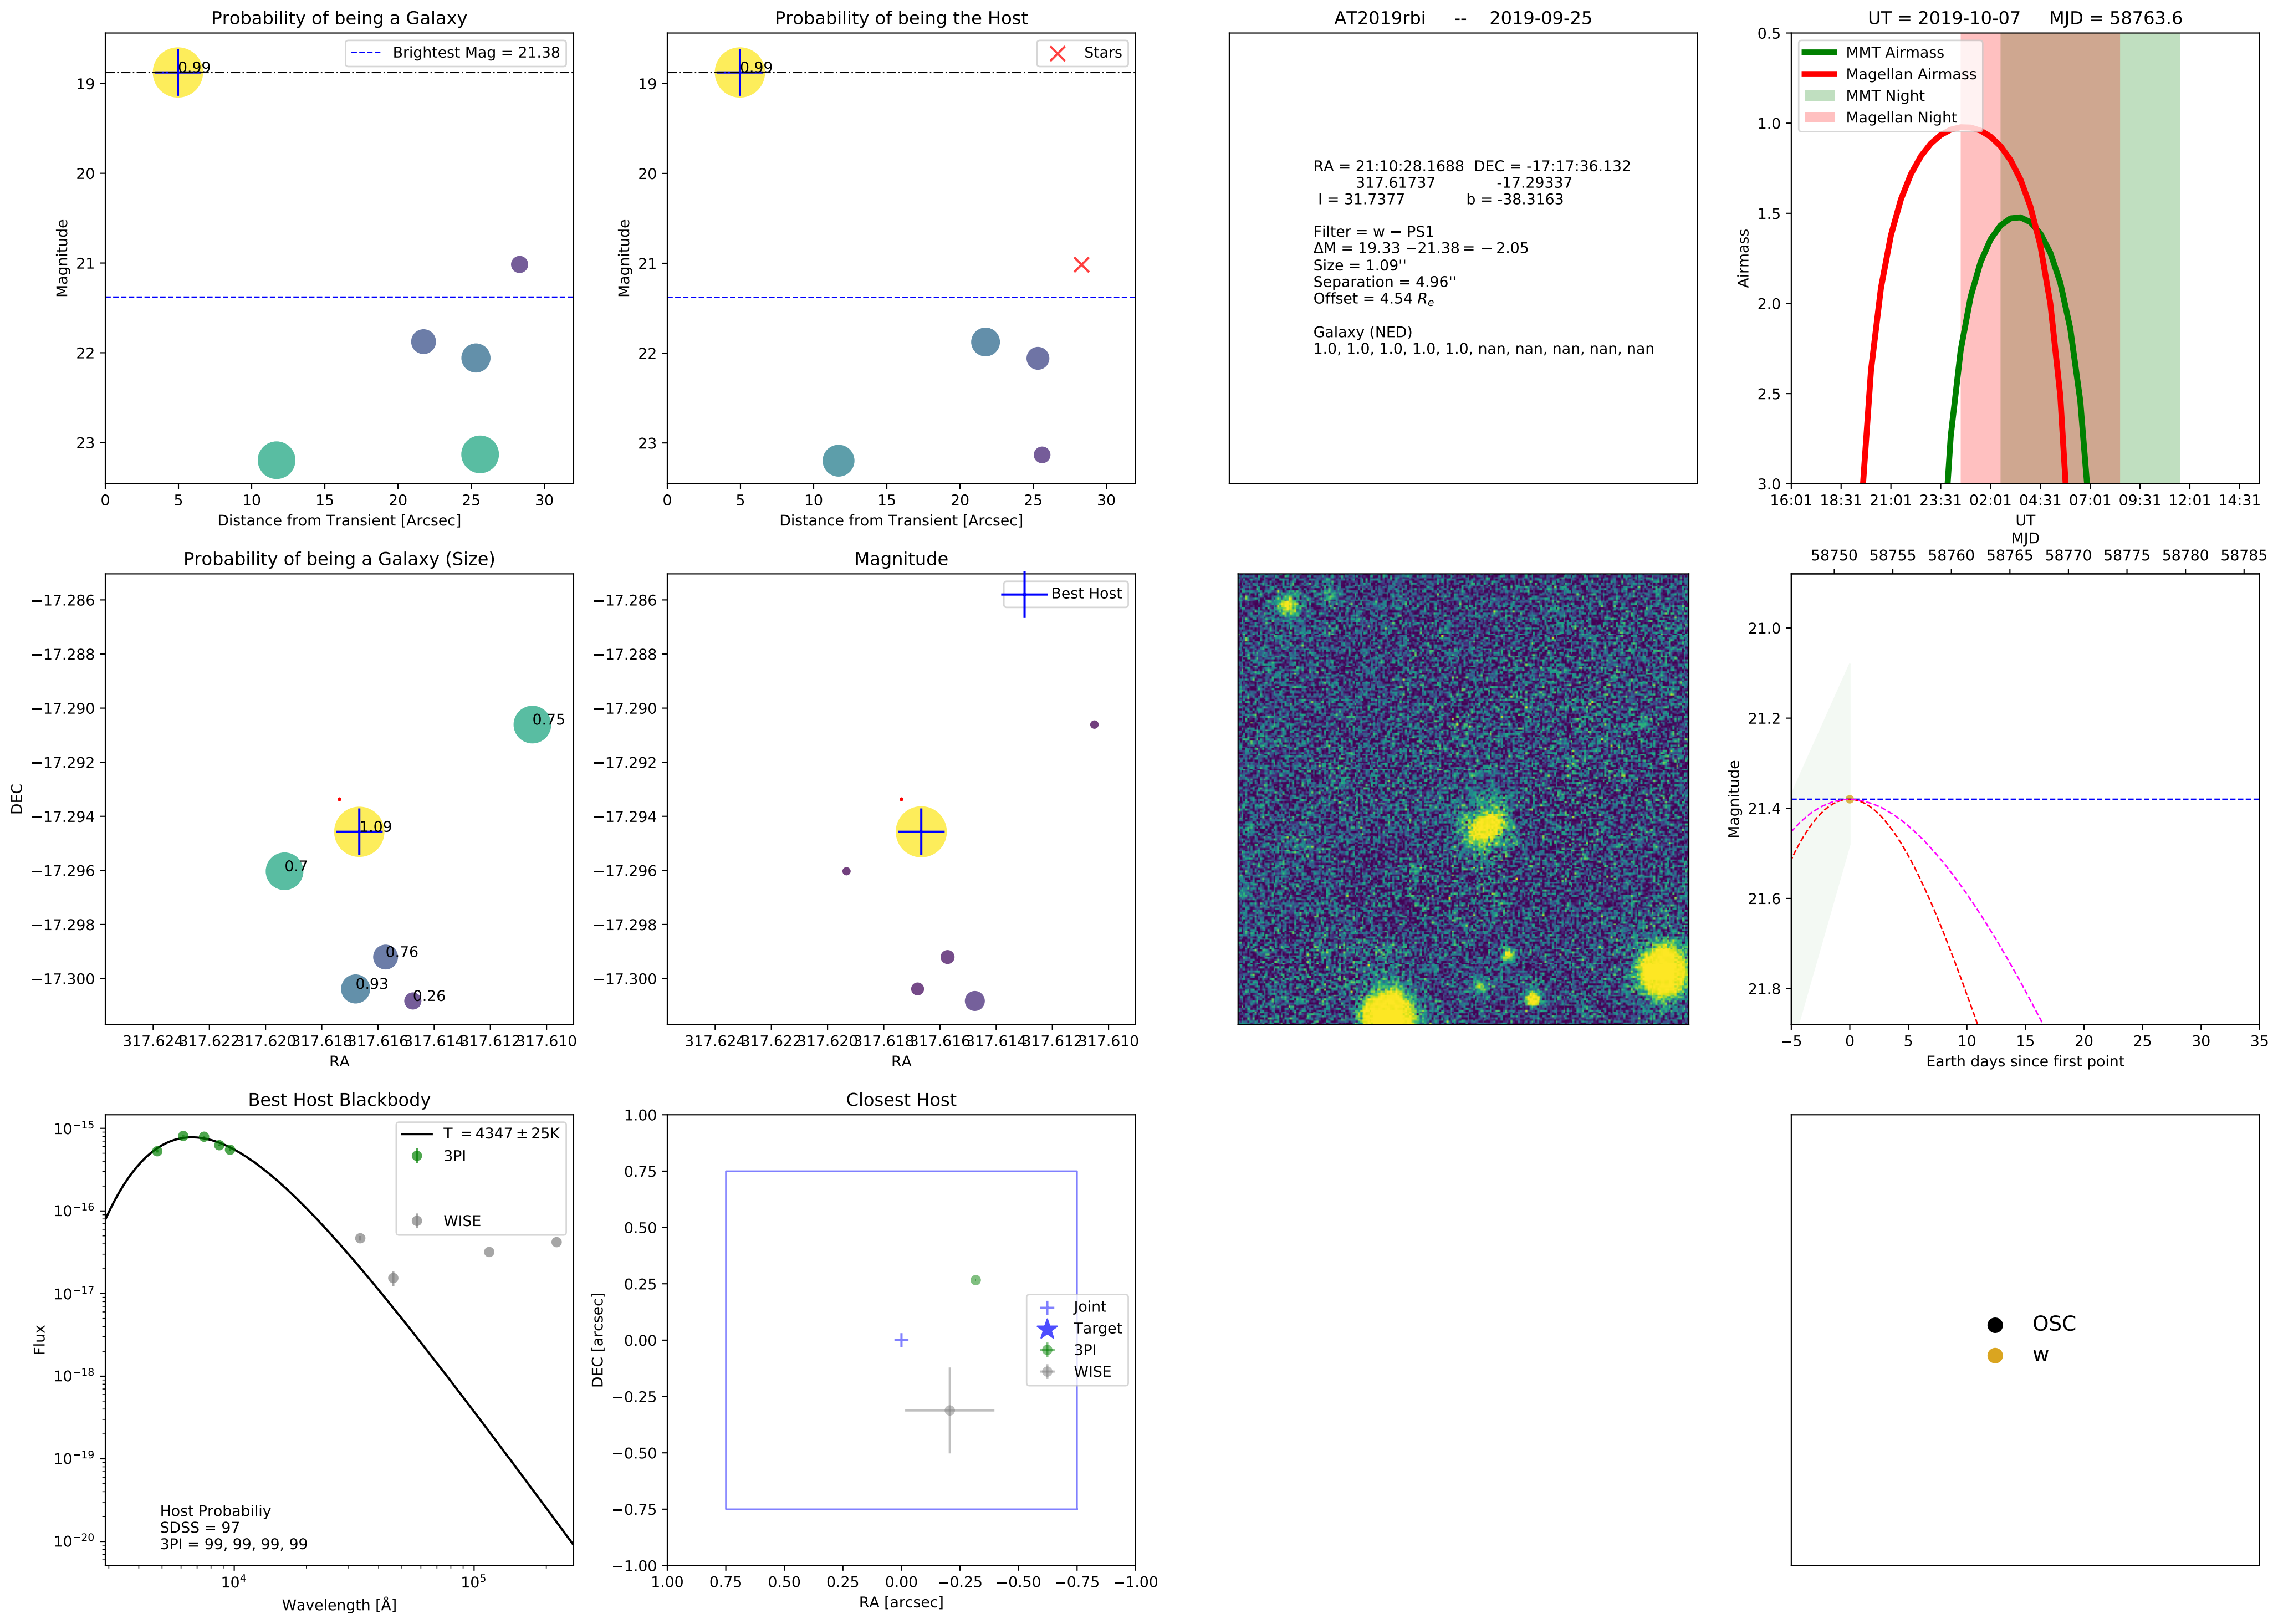 Probability of being a Galaxy
Brightest Mag = 21.38
0.99
19
20
21
22
23
Magnitude
0 5 10 15 20 25 30
Distance from Transient [Arcsec]
Probability of being the Host
Stars
0.99
19
20
21
22
23
Magnitude
0 5 10 15 20 25 30
Distance from Transient [Arcsec]
AT2019rbi -- 2019-09-25
RA = 21:10:28.1688 DEC = -17:17:36.132
317.61737 -17.29337
l = 31.7377 b = -38.3163
Filter = w − PS1
ΔM = 19.33 −21.38 = −2.05
Size = 1.09''
Separation = 4.96''
Offset = 4.54 Re
Galaxy (NED)
1.0, 1.0, 1.0, 1.0, 1.0, nan, nan, nan, nan, nan
UT = 2019-10-07 MJD = 58763.6
MMT Airmass
Magellan Airmass
MMT Night
Magellan Night
0.5
1.0
1.5
2.0
2.5
3.0
Airmass
16:01 18:31 21:01 23:31 02:01 04:31 07:01 09:31 12:01 14:31
UT
Probability of being a Galaxy (Size)
−17.286
−17.288
−17.290
−17.292
−17.294
−17.296
−17.298
−17.300
DEC
0.75
1.09
0.7
0.76
0.93
0.26
317.624 317.622 317.620 317.618 317.616 317.614 317.612 317.610
RA
Magnitude
Best Host
−17.286
−17.288
−17.290
−17.292
−17.294
−17.296
−17.298
−17.300
317.624 317.622 317.620 317.618 317.616 317.614 317.612 317.610
RA
MJD
58750 58755 58760 58765 58770 58775 58780 58785
21.0
21.2
21.4
21.6
21.8
Magnitude
−5 0 5 10 15 20 25 30 35
Earth days since first point
Best Host Blackbody
T = 4347 ± 25K
3PI
WISE
10−15
10−16
10−17
10−18
10−19
10−20
Flux
Host Probabiliy
SDSS = 97
3PI = 99, 99, 99, 99
104 105
Wavelength [Å]
Closest Host
1.00
0.75
0.50
0.25
0.00
−0.25
−0.50
−0.75
−1.00
DEC [arcsec]
Joint
Target
3PI
WISE
1.00 0.75 0.50 0.25 0.00 −0.25 −0.50 −0.75 −1.00
RA [arcsec]
OSC
w